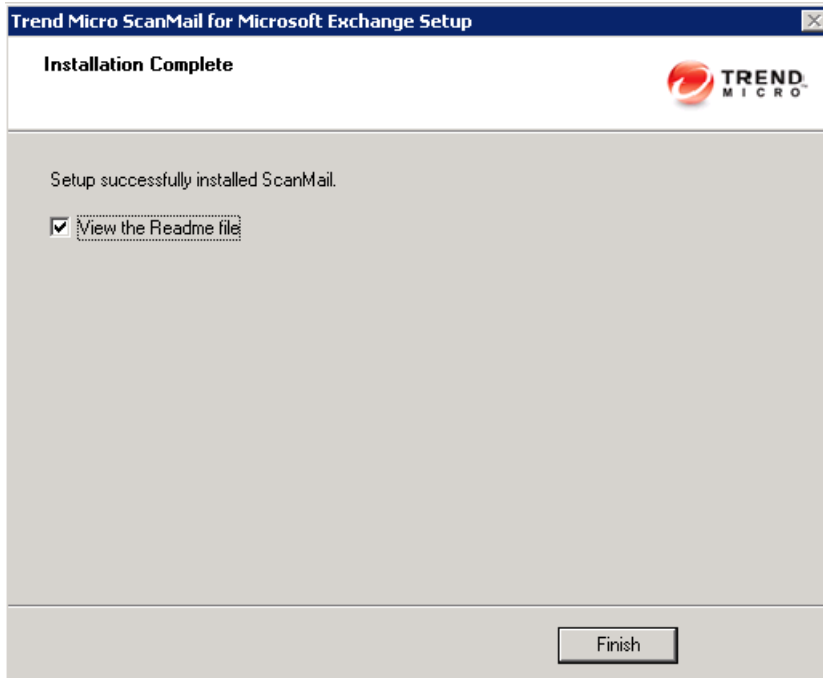 Trend Micro ScanMail for Microsoft Exchange Setup
Installation Complete
TREND
MICRO™
Setup successfully installed ScanMail.
View the Readme file
Finish